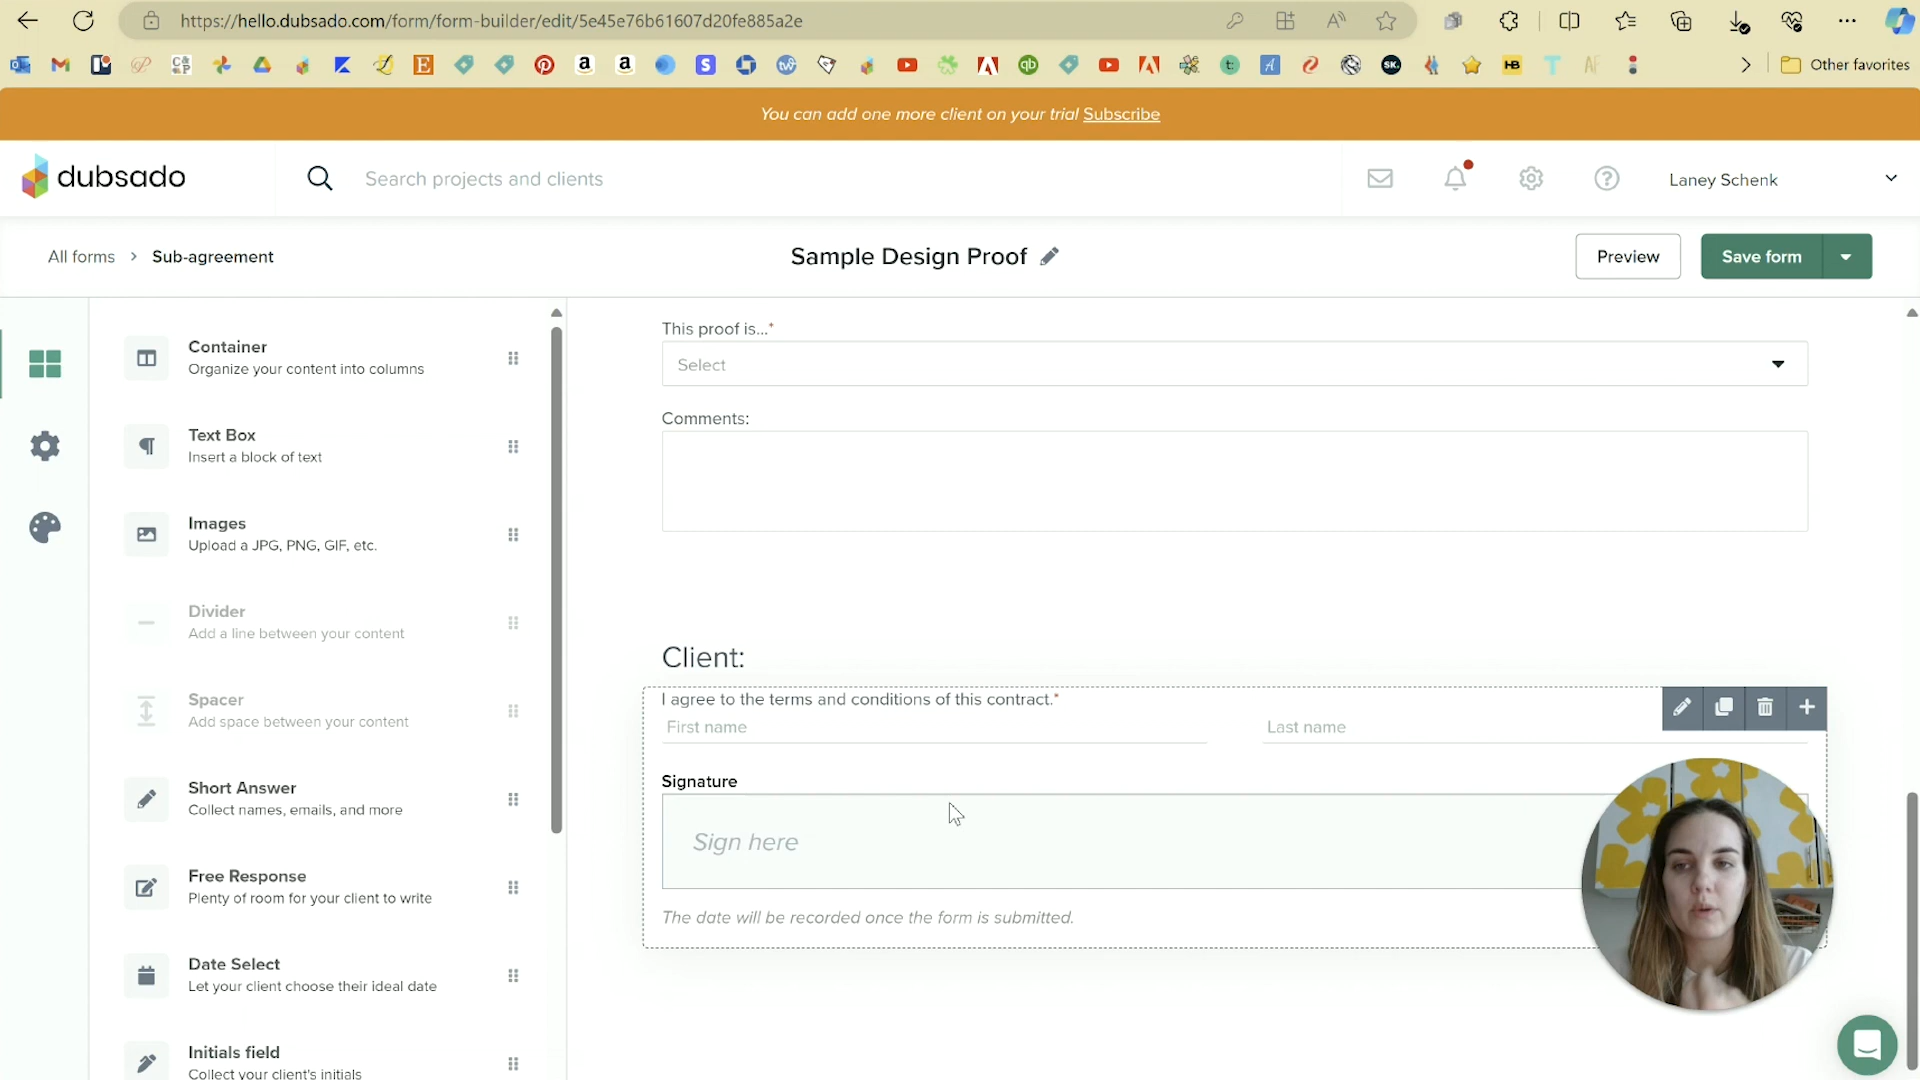 https://hello.dubsado.com/form/form-builder/edit/5e45e76b61607d20fe885a2e
Other favorites
You can add one more client on your trial Subscribe
dubsado
Search projects and clients
Laney Schenk
All forms > Sub-agreement
Sample Design Proof
Preview
Save form
Container
Organize your content into columns
Text Box
Insert a block of text
Images
Upload a JPG, PNG, GIF, etc.
Divider
Add a line between your content
Spacer
Add space between your content
Short Answer
Collect names, emails, and more
Free Response
Plenty of room for your client to write
Date Select
Let your client choose their ideal date
Initials field
Collect your client's initials
This proof is...*
Select
Comments:
Client:
I agree to the terms and conditions of this contract.*
First name
Last name
Signature
Sign here
The date will be recorded once the form is submitted.